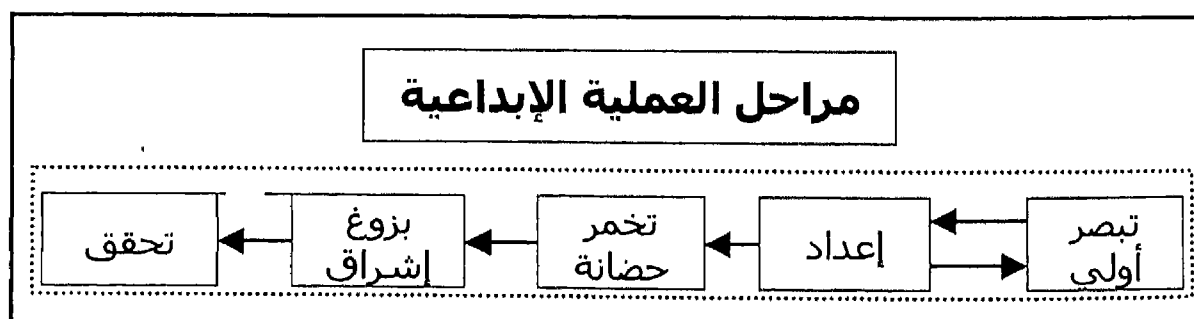 مراحل العملية الإبداعية
تبصر
أولي
إعداد
تخمر
حضانة
بزوغ
إشراق
تحقق